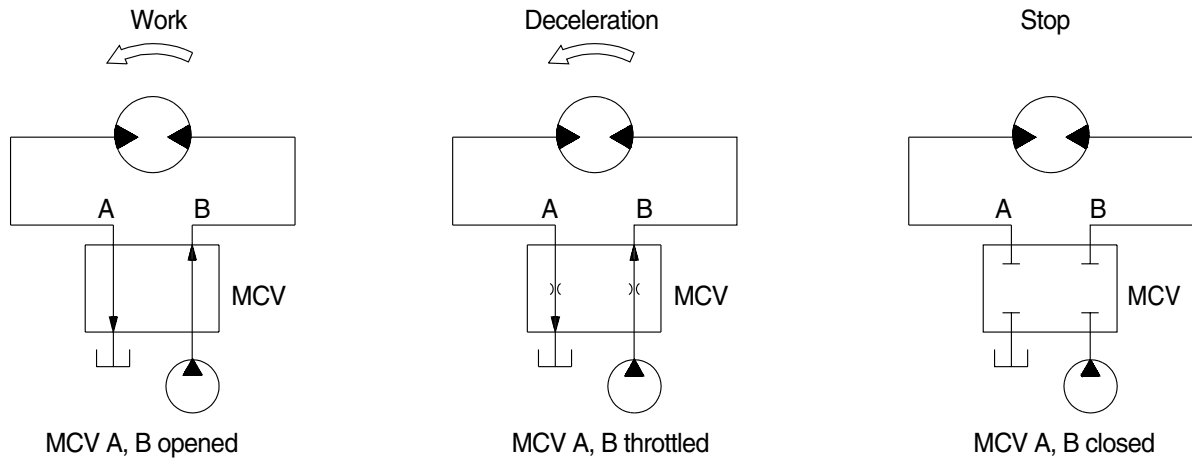 Work
Deceleration
Stop
A
B
A
B
A
B
MCV
MCV
MCV
MCV A, B opened
MCV A, B throttled
MCV A, B closed